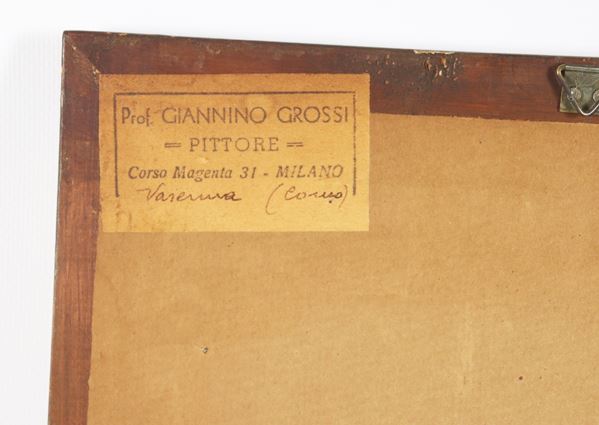 Prof. GIANNINO GROSSI
= PITTORE =
Corso Magenta 31 - MILANO
Varenna (Como)